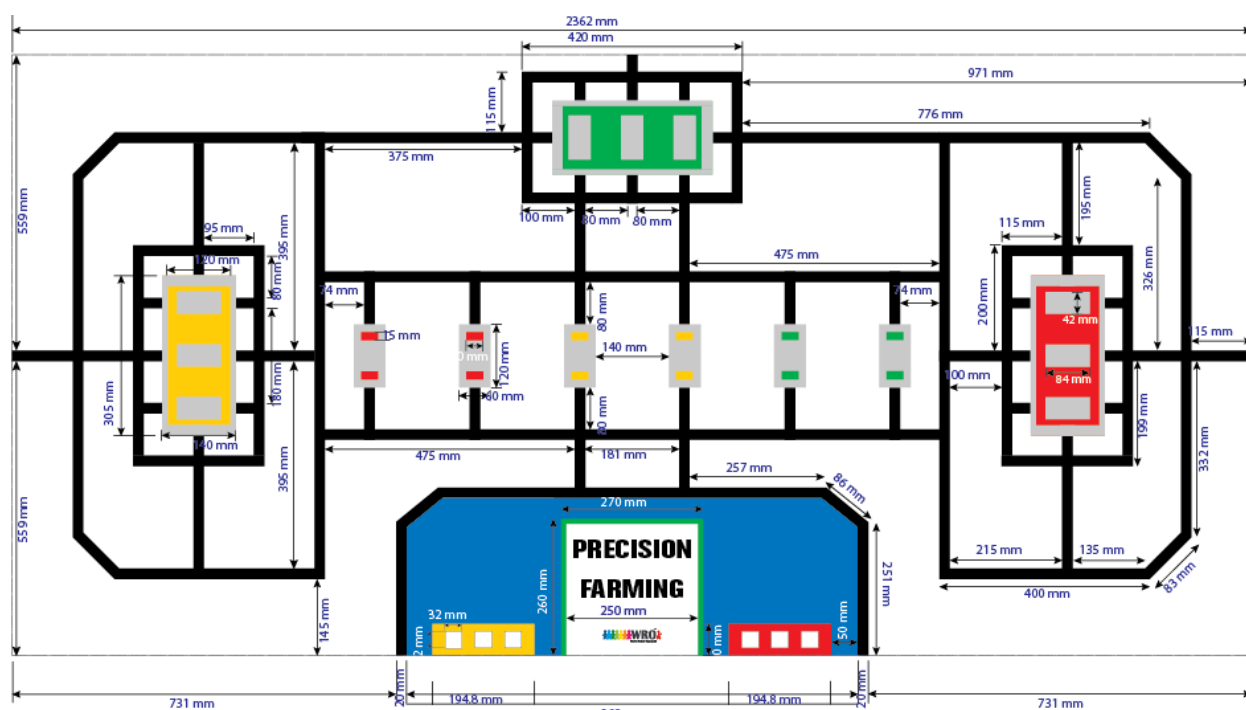 2362 mm
420 mm
971 mm
115 mm
776 mm
375 mm
559 mm
395 mm
95 mm
100 mm
80 mm
80 mm
195 mm
115 mm
120 mm
80 mm
475 mm
326 mm
74 mm
74 mm
200 mm
80 mm
42 mm
115 mm
140 mm
120 mm
305 mm
180 mm
84 mm
100 mm
60 mm
80 mm
140 mm
199 mm
332 mm
475 mm
181 mm
395 mm
257 mm
86 mm
559 mm
270 mm
PRECISION
FARMING
260 mm
250 mm
251 mm
215 mm
135 mm
400 mm
83 mm
145 mm
32 mm
WRO
50 mm
20 mm
194.8 mm
194.8 mm
20 mm
731 mm
731 mm